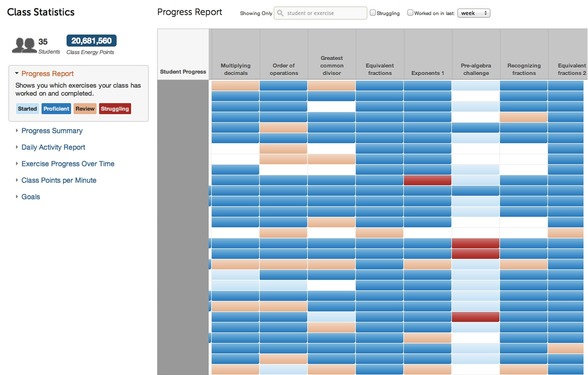 Class Statistics
35
Students
20,681,560
Class Energy Points
Progress Report
Shows you which exercises your class has
worked on and completed.
Started Proficient Review Struggling
Progress Summary
Daily Activity Report
Exercise Progress Over Time
Class Points per Minute
Goals
Progress Report
Showing Only student or exercise Struggling Worked on in last: week
Student Progress
Multiplying
decimals
Order of
operations
Greatest
common
divisor
Equivalent
fractions
Exponents 1
Pre-algebra
challenge
Recognizing
fractions
Equivalent
fractions 2